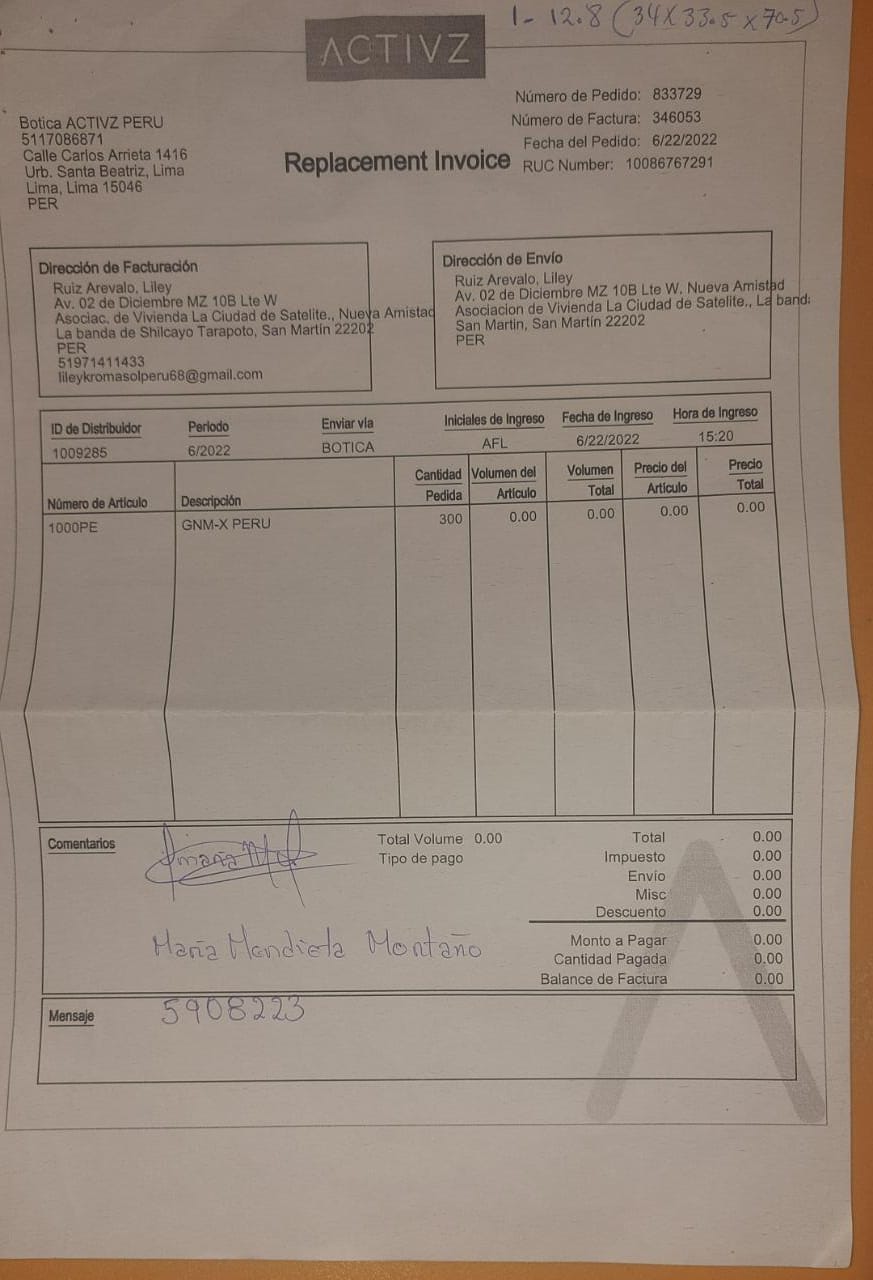 1- 12.8 (34x33.5x70.5)
ACTIVZ
Número de Pedido: 833729
Número de Factura: 346053
Fecha del Pedido: 6/22/2022
RUC Number: 10086767291
Botica ACTIVZ PERU
5117086871
Calle Carlos Arrieta 1416
Urb. Santa Beatriz, Lima
Lima, Lima 15046
PER
Replacement Invoice
Dirección de Facturación
Ruiz Arevalo, Liley
Av. 02 de Diciembre MZ 10B Lte W
Asociac. de Vivienda La Ciudad de Satelite., Nueva Amistad
La banda de Shilcayo Tarapoto, San Martín 22202
PER
51971411433
lileykromasolperu68@gmail.com
Dirección de Envío
Ruiz Arevalo, Liley
Av. 02 de Diciembre MZ 10B Lte W. Nueva Amistad
Asociacion de Vivienda La Ciudad de Satelite., La banda
San Martin, San Martín 22202
PER
ID de Distribuidor Periodo Enviar vía Iniciales de Ingreso Fecha de Ingreso Hora de Ingreso
1009285 6/2022 BOTICA AFL 6/22/2022 15:20
Número de Artículo Descripción Cantidad Pedida Volumen del Artículo Volumen Total Precio del Artículo Precio Total
1000PE GNM-X PERU 300 0.00 0.00 0.00 0.00
Comentarios
Maria Mendieta Montaño
Total Volume 0.00
Tipo de pago
Total 0.00
Impuesto 0.00
Envío 0.00
Misc 0.00
Descuento 0.00
Monto a Pagar 0.00
Cantidad Pagada 0.00
Balance de Factura 0.00
Mensaje
5908223